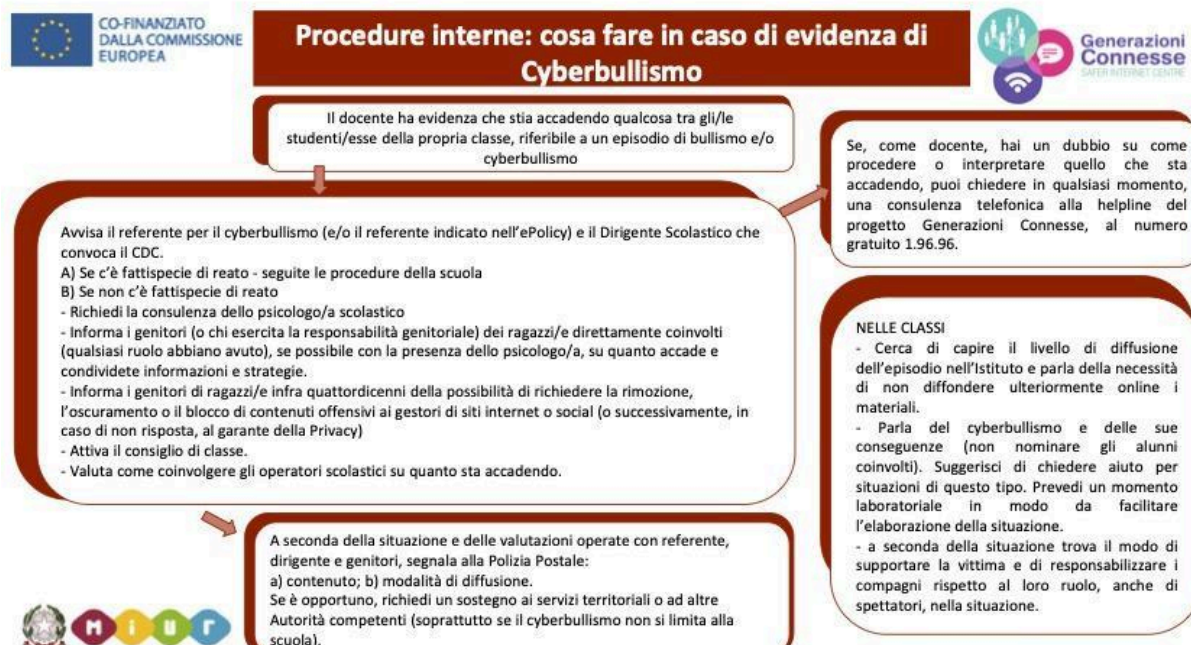 CO-FINANZIATO
DALLA COMMISSIONE
EUROPEA
Procedure interne: cosa fare in caso di evidenza di
Cyberbullismo
Generazioni
Connesse
SAFER INTERNET CENTRE
Il docente ha evidenza che stia accadendo qualcosa tra gli/le
studenti/esse della propria classe, riferibile a un episodio di bullismo e/o
cyberbullismo
Se, come docente, hai un dubbio su come
procedere o interpretare quello che sta
accadendo, puoi chiedere in qualsiasi momento,
una consulenza telefonica alla helpline del
progetto Generazioni Connesse, al numero
gratuito 1.96.96.
Avvisa il referente per il cyberbullismo (e/o il referente indicato nell'ePolicy) e il Dirigente Scolastico che
convoca il CDC.
A) Se c'è fattispecie di reato - seguite le procedure della scuola
B) Se non c'è fattispecie di reato
- Richiedi la consulenza dello psicologo/a scolastico
- Informa i genitori (o chi esercita la responsabilità genitoriale) dei ragazzi/e direttamente coinvolti
(qualsiasi ruolo abbiano avuto), se possibile con la presenza dello psicologo/a, su quanto accade e
condividete informazioni e strategie.
- Informa i genitori di ragazzi/e infra quattordicenni della possibilità di richiedere la rimozione,
l'oscuramento o il blocco di contenuti offensivi ai gestori di siti internet o social (o successivamente, in
caso di non risposta, al garante della Privacy)
- Attiva il consiglio di classe.
- Valuta come coinvolgere gli operatori scolastici su quanto sta accadendo.
NELLE CLASSI
- Cerca di capire il livello di diffusione
dell'episodio nell'Istituto e parla della necessità
di non diffondere ulteriormente online i
materiali.
- Parla del cyberbullismo e delle sue
conseguenze (non nominare gli alunni
coinvolti). Suggerisci di chiedere aiuto per
situazioni di questo tipo. Prevedi un momento
laboratoriale in modo da facilitare
l'elaborazione della situazione.
- a seconda della situazione trova il modo di
supportare la vittima e di responsabilizzare i
compagni rispetto al loro ruolo, anche di
spettatori, nella situazione.
A seconda della situazione e delle valutazioni operate con referente,
dirigente e genitori, segnala alla Polizia Postale:
a) contenuto; b) modalità di diffusione.
Se è opportuno, richiedi un sostegno ai servizi territoriali o ad altre
Autorità competenti (soprattutto se il cyberbullismo non si limita alla
scuola).
MiUr